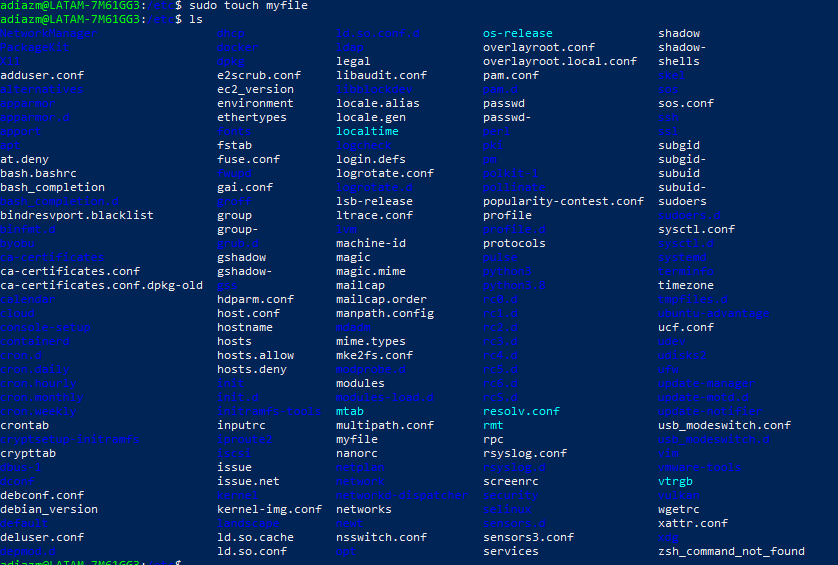 adiazm@LATAM-7M61GG3:/etc$ sudo touch myfile
adiazm@LATAM-7M61GG3:/etc$ ls
NetworkManager dhcp ld.so.conf.d os-release shadow
PackageKit ldap overlayroot.conf shadow-
X11 dpkg legal overlayroot.local.conf shells
adduser.conf e2scrub.conf libaudit.conf pam.conf skel
alternatives ec2_version libblockdev pam.d sos
apparmor environment locale.alias passwd sos.conf
apparmor.d ethertypes locale.gen passwd- ssh
apport fonts localtime perl ssl
apt fstab logcheck pki subgid
at.deny fuse.conf login.defs pm subgid-
bash.bashrc fwupd logrotate.conf polkit-1 subuid
bash_completion gai.conf logrotate.d pollinate subuid-
bash_completion.d groff lsb-release popularity-contest.conf sudoers
bindresvport.blacklist group ltrace.conf profile sudoers.d
binfmt.d group- lvm profile.d sysctl.conf
byobu grub.d machine-id protocols sysctl.d
ca-certificates gshadow magic pulse systemd
ca-certificates.conf gshadow- magic.mime python3 terminfo
ca-certificates.conf.dpkg-old gss mailcap python3.8 timezone
calendar hdparm.conf mailcap.order rc0.d tmpfiles.d
cloud host.conf manpath.config rc1.d ubuntu-advantage
console-setup hostname mdadm rc2.d ucf.conf
hosts mime.types rc3.d udev
cron.d hosts.allow mke2fs.conf rc4.d udisks2
cron.daily hosts.deny modprobe.d rc5.d ufw
cron.hourly init modules rc6.d update-manager
cron.monthly init.d modules-load.d rcS.d update-motd.d
cron.weekly initramfs-tools mtab resolv.conf update-notifier
crontab inputrc multipath.conf rmt usb_modeswitch.conf
cryptsetup-initramfs iproute2 myfile rpc usb_modeswitch.d
crypttab iscsi nanorc rsyslog.conf vim
dbus-1 issue netplan rsyslog.d vmware-tools
dconf issue.net network screenrc vtrgb
debconf.conf kernel networkd-dispatcher security
debian_version kernel-img.conf networks selinux wgetrc
default landscape newt sensors.d xattr.conf
deluser.conf ld.so.cache nsswitch.conf sensors3.conf xdg
depmod.d ld.so.conf opt services zsh_command_not_found
adiazm@LATAM-7M61GG3:/etc$